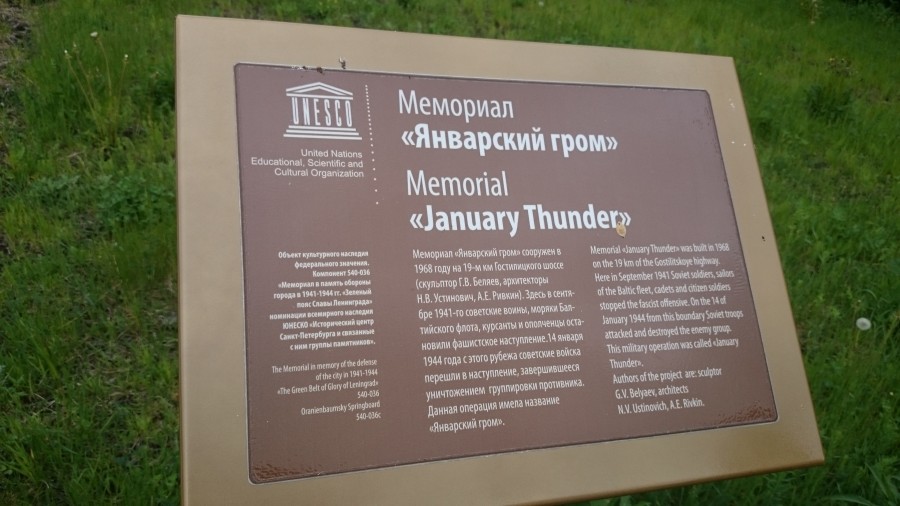 UNESCO
United Nations
Educational, Scientific and
Cultural Organization
Мемориал
«Январский гром»
Memorial
«January Thunder»
Объект культурного наследия
федерального значения.
Компонент 540-036
«Мемориал в память обороны
города в 1941-1944 гг. «Зеленый
пояс Славы Ленинграда»
номинации всемирного наследия
ЮНЕСКО «Исторический центр
Санкт-Петербурга и связанные
с ним группы памятников».
The Memorial in memory of the defense
of the city in 1941-1944
«The Green Belt of Glory of Leningrad»
540-036
Oranienbaumsky Springboard
540-036c
Мемориал «Январский гром» сооружен в
1968 году на 19-м км Гостилицкого шоссе
(скульптор Г.В. Беляев, архитекторы
Н.В. Устинович, А.Е. Ривкин). Здесь в сентя-
бре 1941-го советские воины, моряки Бал-
тийского флота, курсанты и ополченцы оста-
новили фашистское наступление.14 января
1944 года с этого рубежа советские войска
перешли в наступление, завершившееся
уничтожением группировки противника.
Данная операция имела название
«Январский гром».
Memorial «January Thunder» was built in 1968
on the 19 km of the Gostilitskoye highway.
Here in September 1941 Soviet soldiers, sailors
of the Baltic fleet, cadets and citizen soldiers
stopped the fascist offensive. On the 14 of
January 1944 from this boundary Soviet troops
attacked and destroyed the enemy group.
This military operation was called «January
Thunder».
Authors of the project are: sculptor
G.V. Belyaev, architects
N.V. Ustinovich, A.E. Rivkin.